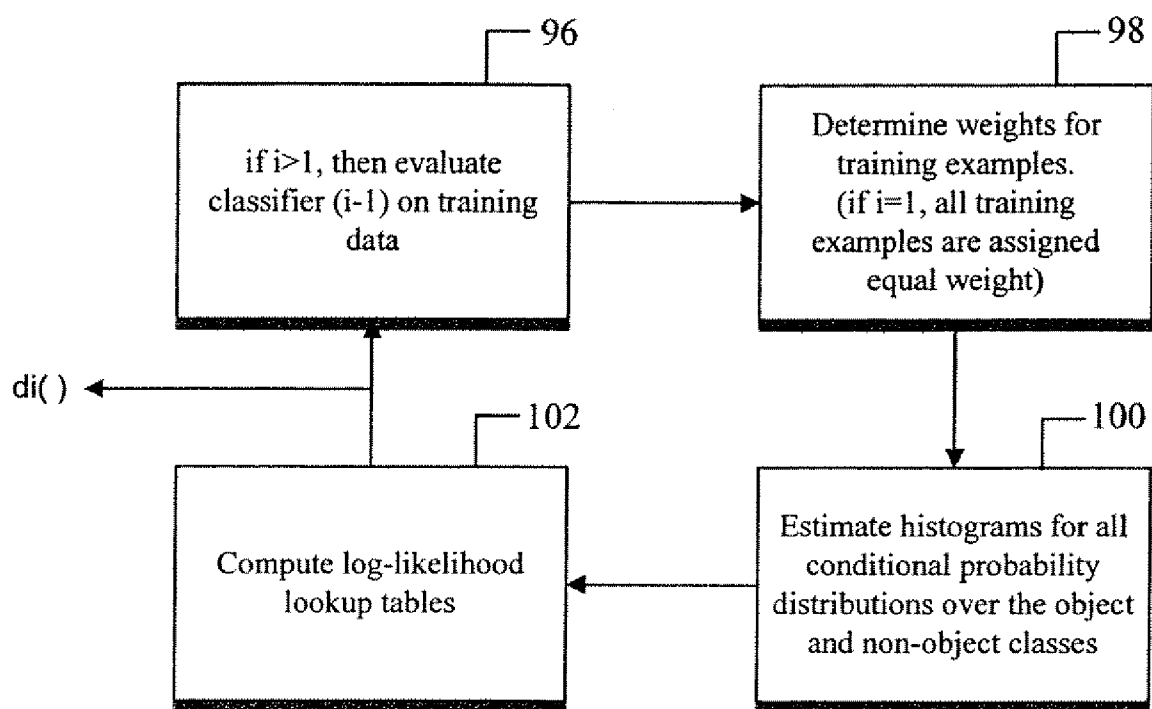 96
if i>1, then evaluate
classifier (i-1) on training
data
98
Determine weights for
training examples.
(if i=1, all training
examples are assigned
equal weight)
di( )
102
Compute log-likelihood
lookup tables
100
Estimate histograms for all
conditional probability
distributions over the object
and non-object classes